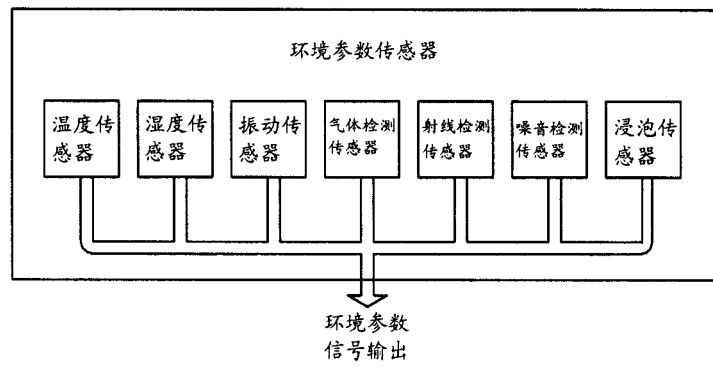 环境参数传感器
温度传
感器
湿度传
感器
振动传
感器
气体检测
传感器
射线检测
传感器
噪音检测
传感器
浸泡传
感器
环境参数
信号输出